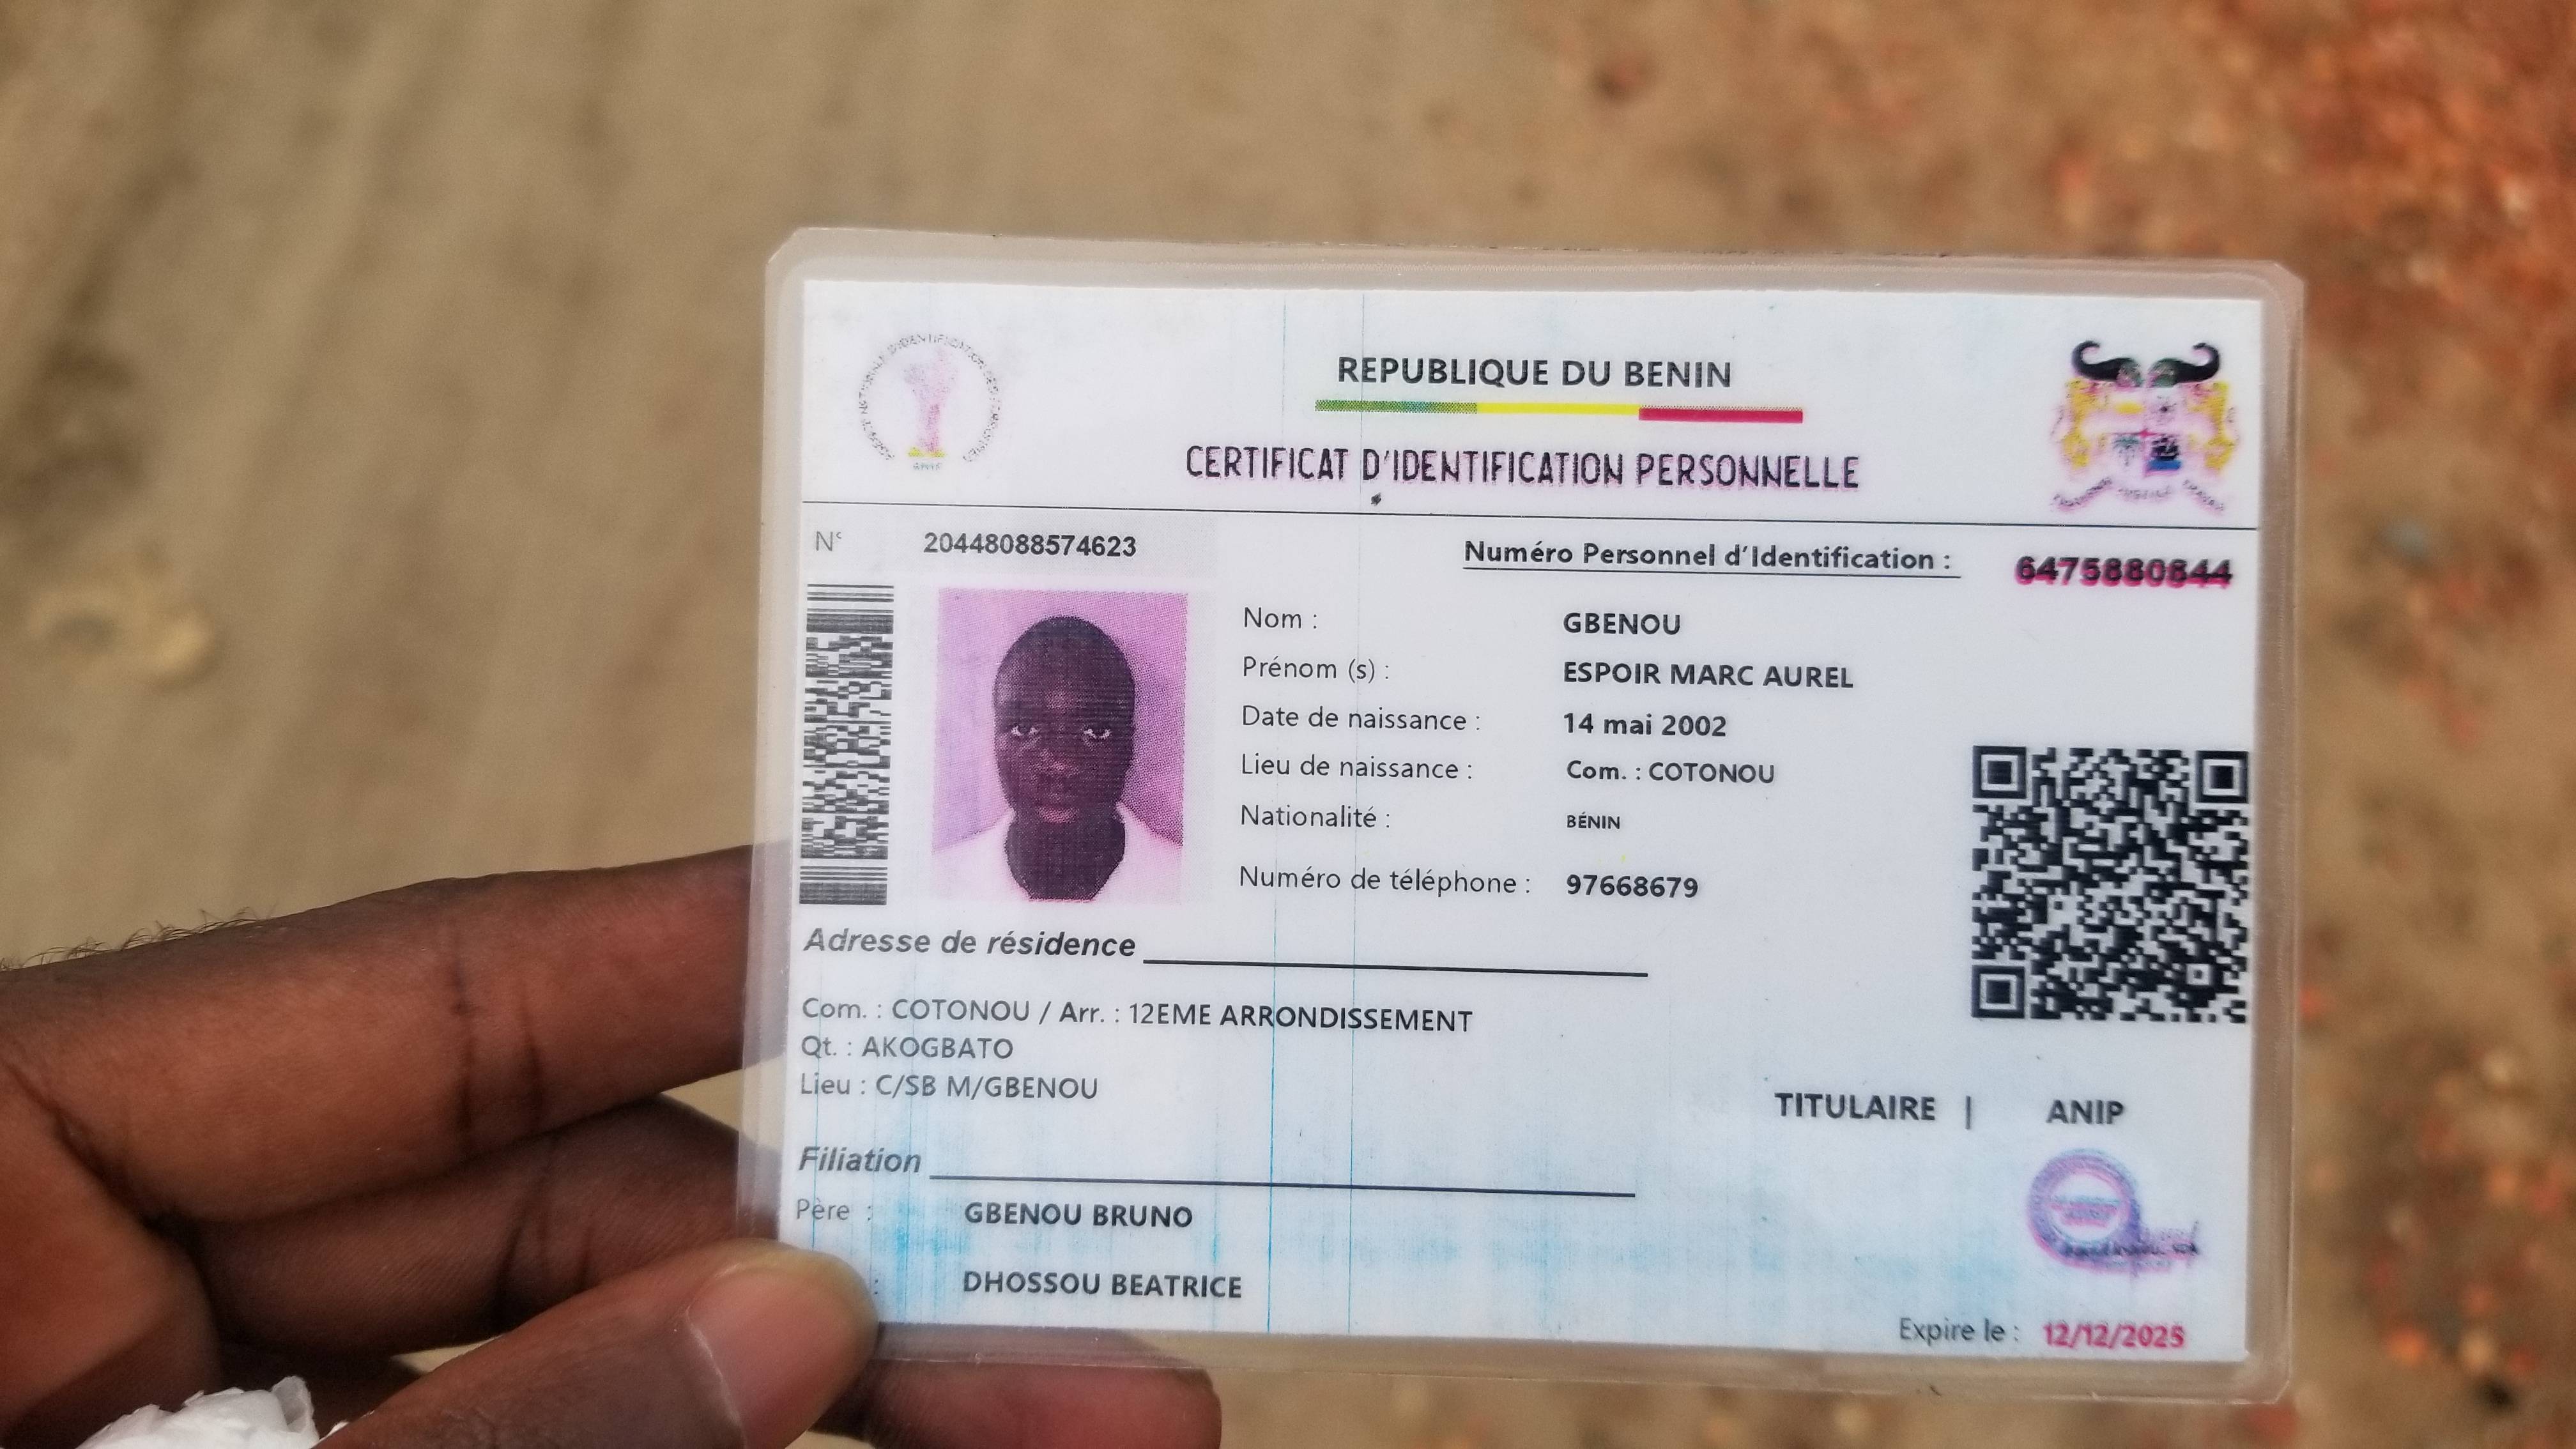 REPUBLIQUE DU BENIN
CERTIFICAT D'IDENTIFICATION PERSONNELLE
N° 20448088574623
Numéro Personnel d'Identification : 6475880844
Nom : GBENOU
Prénom (s) : ESPOIR MARC AUREL
Date de naissance : 14 mai 2002
Lieu de naissance : Com. : COTONOU
Nationalité : BÉNIN
Numéro de téléphone : 97668679
Adresse de résidence
Com. : COTONOU / Arr. : 12EME ARRONDISSEMENT
Qt. : AKOGBATO
Lieu : C/SB M/GBENOU
TITULAIRE | ANIP
Filiation
Père : GBENOU BRUNO
: DHOSSOU BEATRICE
Expire le : 12/12/2025